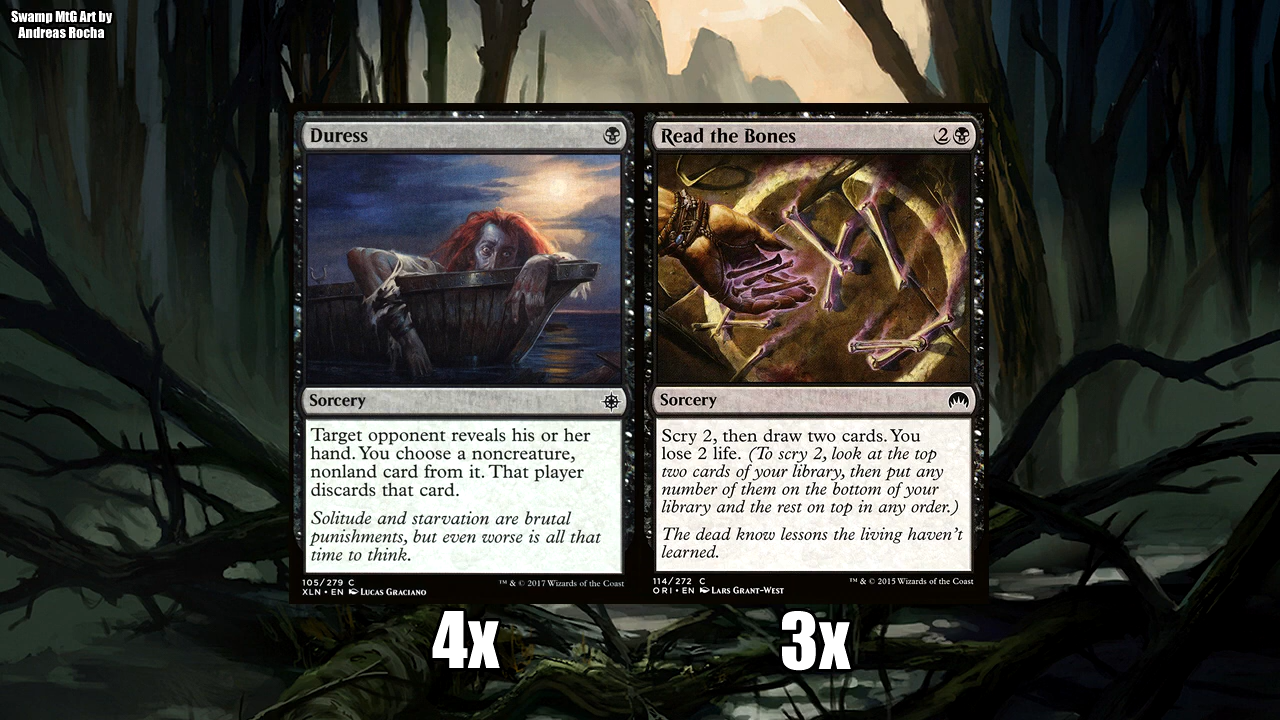 Swamp MtG Art by
Andreas Rocha
Duress
Sorcery
Target opponent reveals his or her
hand. You choose a noncreature,
nonland card from it. That player
discards that card.
Solitude and starvation are brutal
punishments, but even worse is all that
time to think.
105/279 C
XLN • EN Lucas Graciano
™ & © 2017 Wizards of the Coast
4x
Read the Bones
2
Sorcery
Scry 2, then draw two cards. You
lose 2 life. (To scry 2, look at the top
two cards of your library, then put any
number of them on the bottom of your
library and the rest on top in any order.)
The dead know lessons the living haven't
learned.
114/272 C
ORI • EN Lars Grant-West
™ & © 2015 Wizards of the Coast
3x